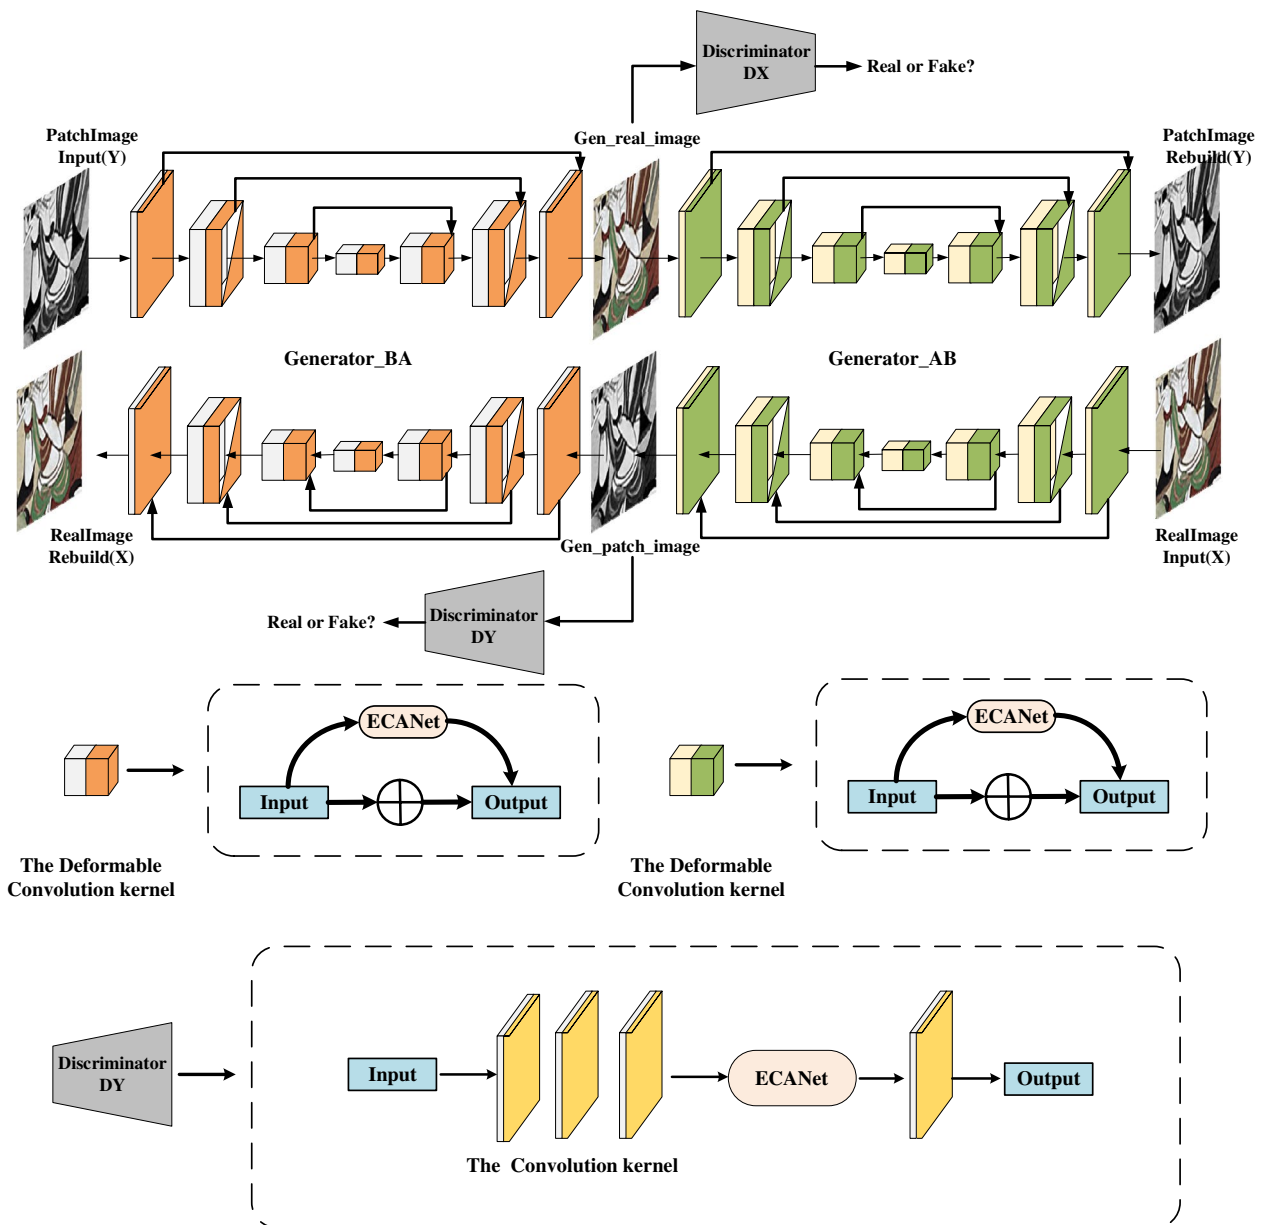 Discriminator
DX
Real or Fake?
PatchImage
Input(Y)
Gen_real_image
PatchImage
Rebuild(Y)
Generator_BA
Generator_AB
RealImage
Rebuild(X)
Gen_patch_image
RealImage
Input(X)
Real or Fake?
Discriminator
DY
ECANet
Input
Output
The Deformable
Convolution kernel
ECANet
Input
Output
The Deformable
Convolution kernel
Discriminator
DY
Input
ECANet
Output
The Convolution kernel